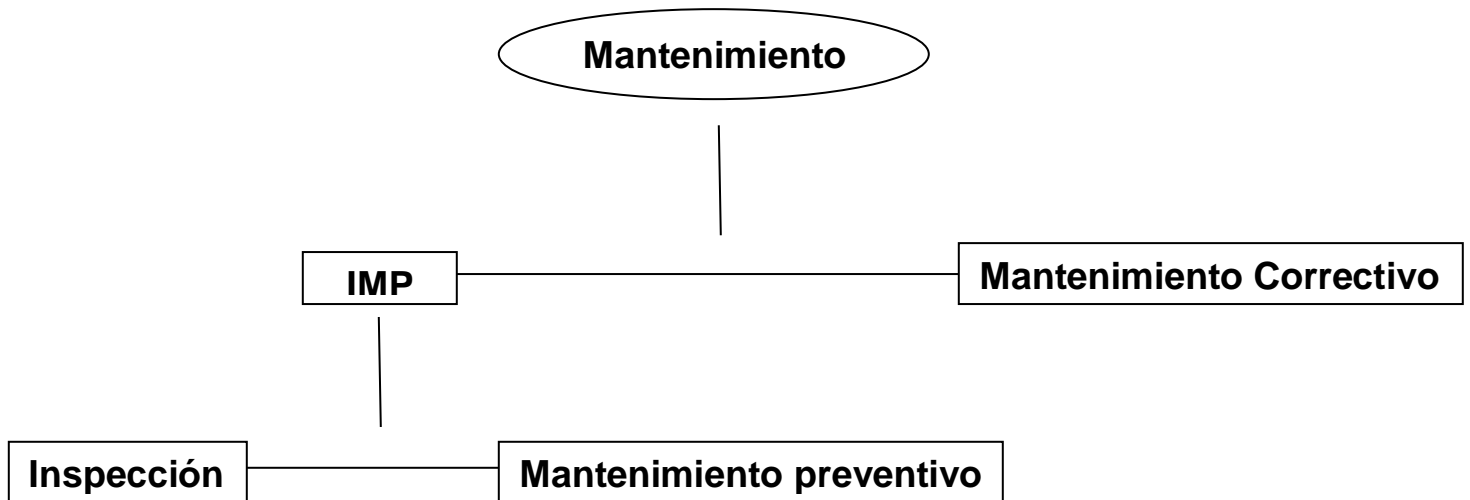 Mantenimiento
IMP
Mantenimiento Correctivo
Inspección
Mantenimiento preventivo